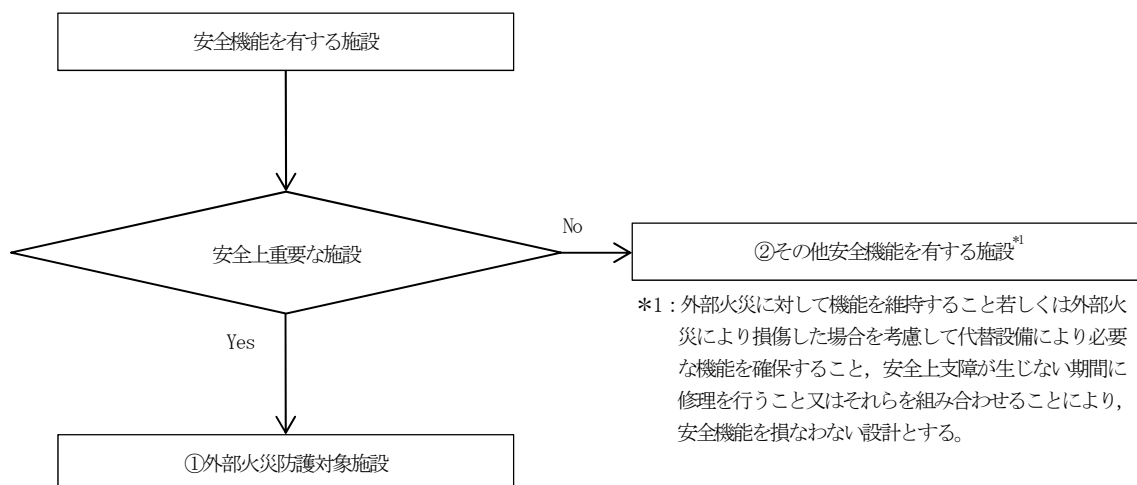 安全機能を有する施設
安全上重要な施設
No
②その他安全機能を有する施設*1
*1：外部火災に対して機能を維持すること若しくは外部火
災により損傷した場合を考慮して代替設備により必要
な機能を確保すること，安全上支障が生じない期間に
修理を行うこと又はそれらを組み合わせることにより，
安全機能を損なわない設計とする。
Yes
①外部火災防護対象施設